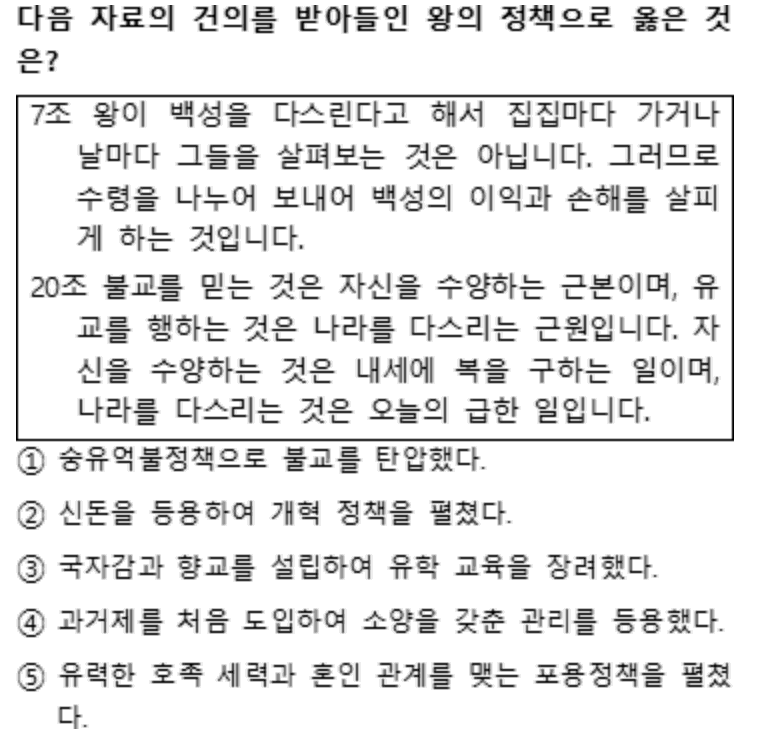 다음 자료의 건의를 받아들인 왕의 정책으로 옳은 것
은?
7조 왕이 백성을 다스린다고 해서 집집마다 가거나
날마다 그들을 살펴보는 것은 아닙니다. 그러므로
수령을 나누어 보내어 백성의 이익과 손해를 살피
게 하는 것입니다.
20조 불교를 믿는 것은 자신을 수양하는 근본이며, 유
교를 행하는 것은 나라를 다스리는 근원입니다. 자
신을 수양하는 것은 내세에 복을 구하는 일이며,
나라를 다스리는 것은 오늘의 급한 일입니다.
① 숭유억불정책으로 불교를 탄압했다.
② 신돈을 등용하여 개혁 정책을 펼쳤다.
③ 국자감과 향교를 설립하여 유학 교육을 장려했다.
④ 과거제를 처음 도입하여 소양을 갖춘 관리를 등용했다.
⑤ 유력한 호족 세력과 혼인 관계를 맺는 포용정책을 펼쳤
다.